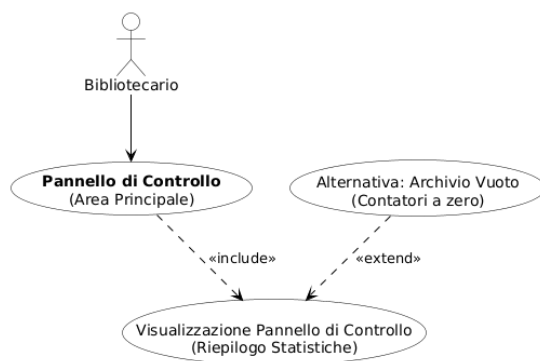 Bibliotecario
Pannello di Controllo
(Area Principale)
Alternativa: Archivio Vuoto
(Contatori a zero)
«include»
«extend»
Visualizzazione Pannello di Controllo
(Riepilogo Statistiche)